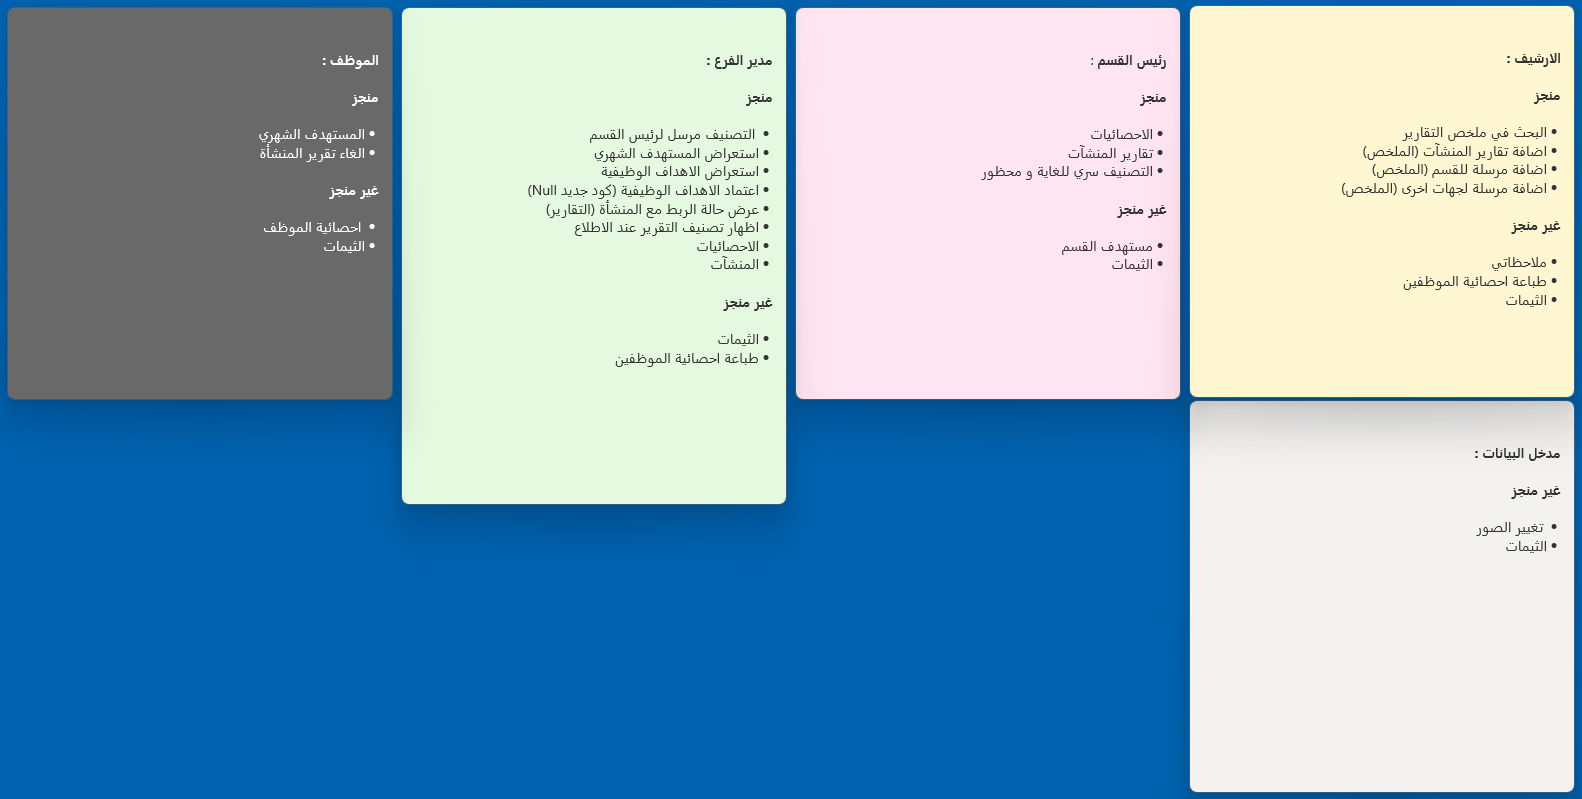 الارشيف :
منجز
• البحث في ملخص التقارير
• اضافة تقارير المنشآت (الملخص)
• اضافة مرسلة للقسم (الملخص)
• اضافة مرسلة لجهات اخرى (الملخص)
غير منجز
• ملاحظاتي
• طباعة احصائية الموظفين
• الثيمات
رئيس القسم :
منجز
• الاحصائيات
• تقارير المنشآت
• التصنيف سري للغاية و محظور
غير منجز
• مستهدف القسم
• الثيمات
مدير الفرع :
منجز
• التصنيف مرسل لرئيس القسم
• استعراض المستهدف الشهري
• استعراض الاهداف الوظيفية
• اعتماد الاهداف الوظيفية (كود جديد Null)
• عرض حالة الربط مع المنشأة (التقارير)
• اظهار تصنيف التقرير عند الاطلاع
• الاحصائيات
• المنشآت
غير منجز
• الثيمات
• طباعة احصائية الموظفين
الموظف :
منجز
• المستهدف الشهري
• الغاء تقرير المنشأة
غير منجز
• احصائية الموظف
• الثيمات
مدخل البيانات :
غير منجز
• تغيير الصور
• الثيمات